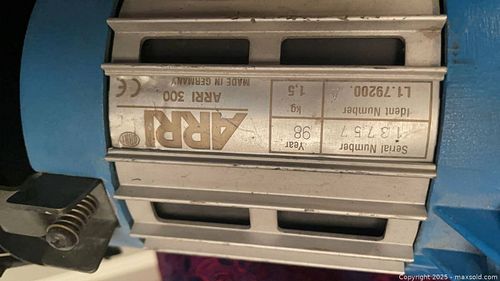 Serial Number
13757
Year
98
Ident Number
L1.79200.
kg
1,5
ARRI
ARRI 300
MADE IN GERMANY
CE
Copyright © 2025 - maxsold.com